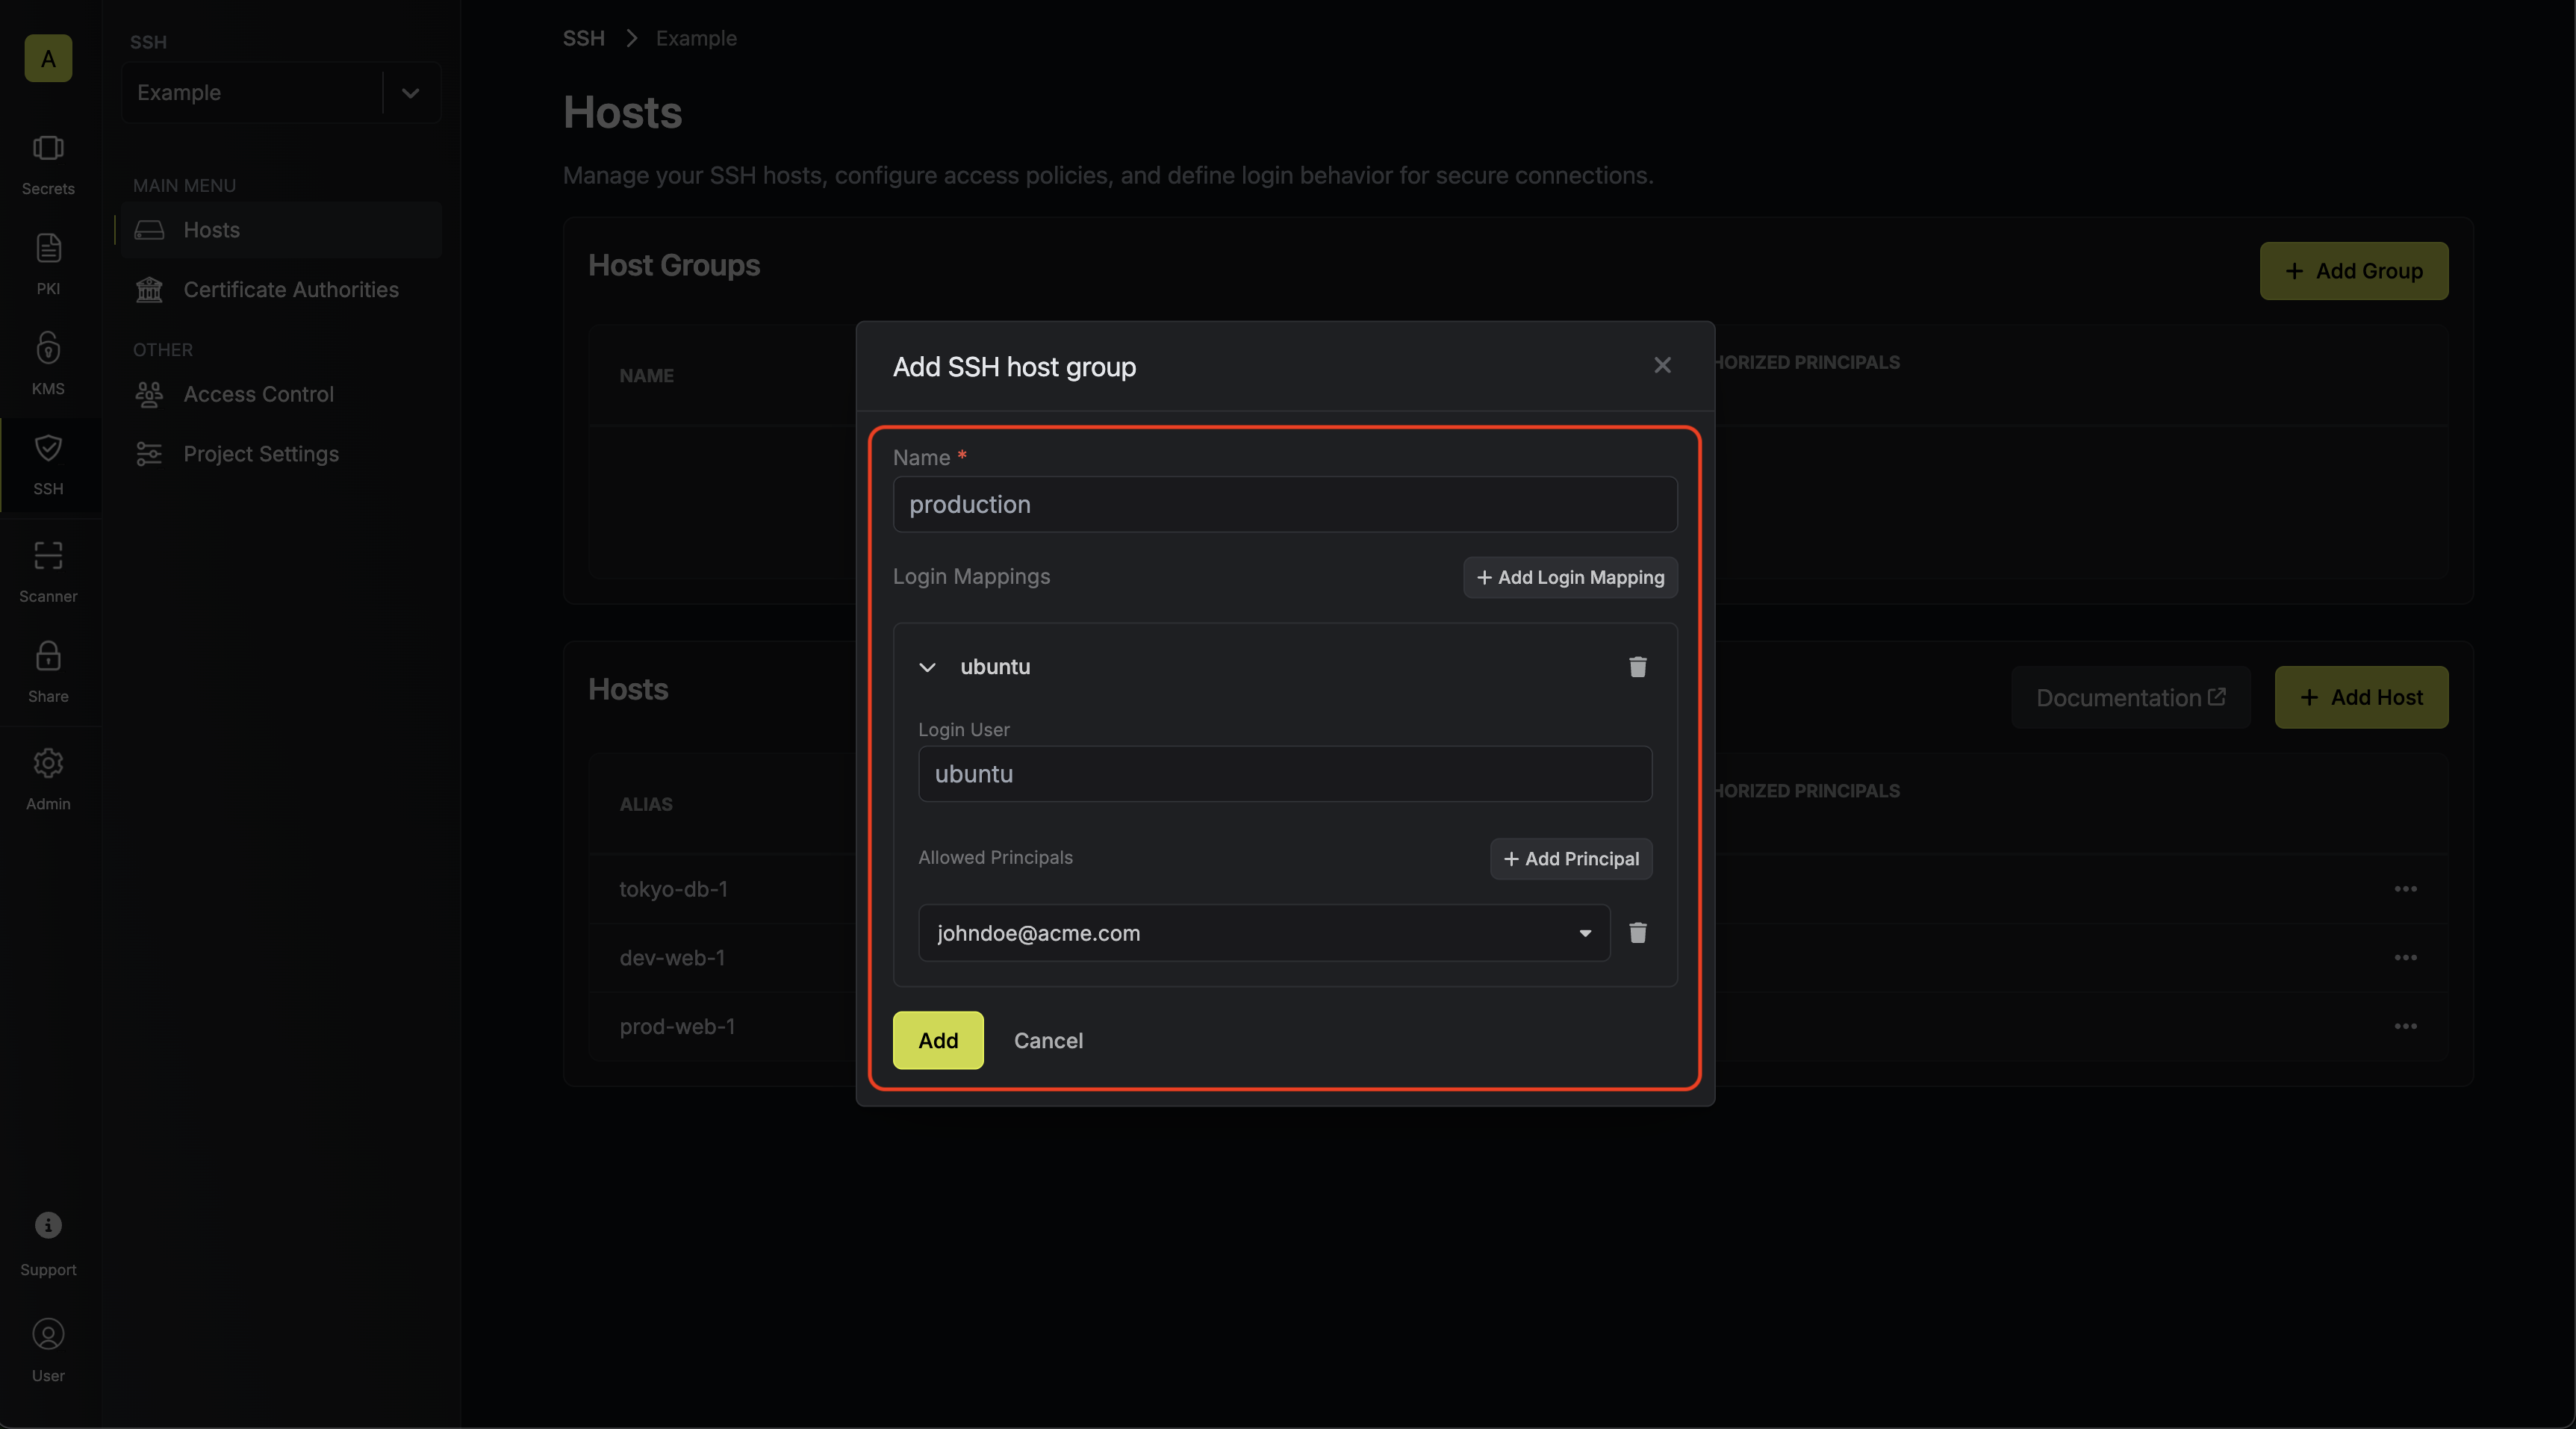 A
Secrets
PKI
KMS
SSH
Scanner
Share
Admin
Support
User
SSH
Example
MAIN MENU
Hosts
Certificate Authorities
OTHER
Access Control
Project Settings
SSH > Example
Hosts
Manage your SSH hosts, configure access policies, and define login behavior for secure connections.
Host Groups
+ Add Group
NAME
HORIZED PRINCIPALS
Add SSH host group
Name *
production
Login Mappings
+ Add Login Mapping
ubuntu
Login User
ubuntu
Allowed Principals
+ Add Principal
johndoe@acme.com
Add
Cancel
Hosts
Documentation
+ Add Host
ALIAS
HORIZED PRINCIPALS
tokyo-db-1
dev-web-1
prod-web-1